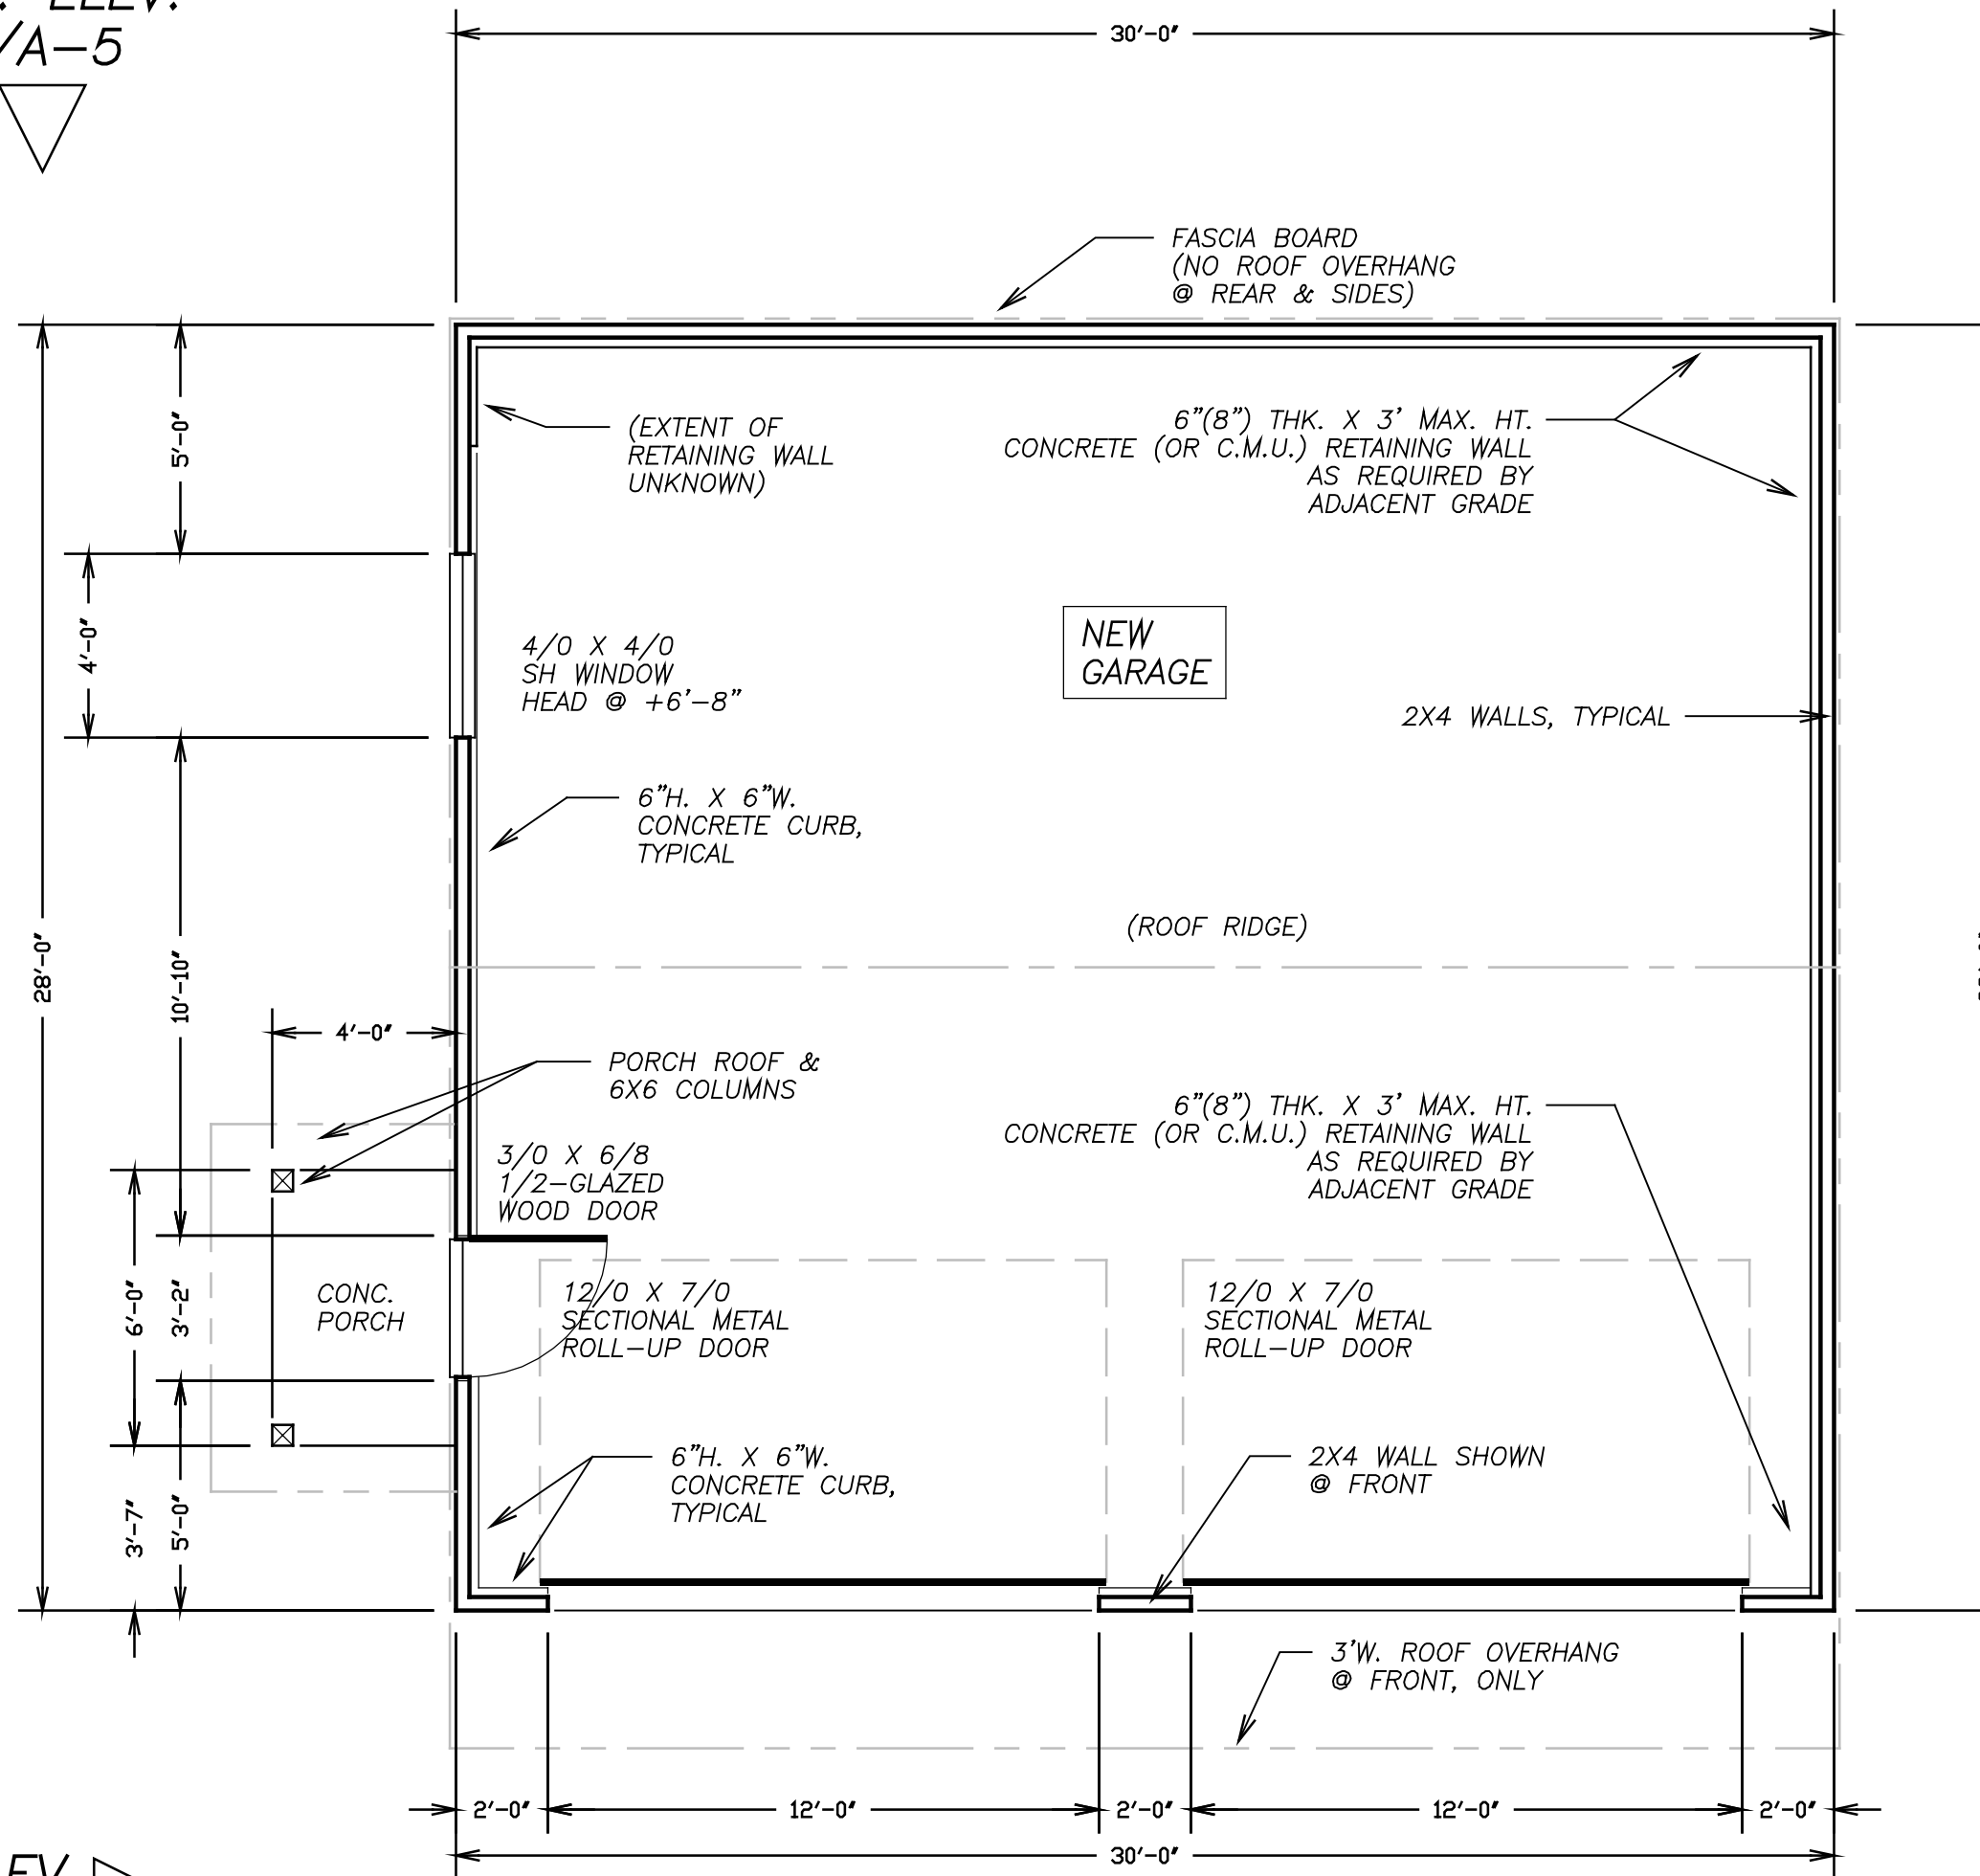 /A-5
30'-0"
FASCIA BOARD
(NO ROOF OVERHANG
@ REAR & SIDES)
5'-0"
(EXTENT OF
RETAINING WALL
UNKNOWN)
6"(8") THK. X 3' MAX. HT.
CONCRETE (OR C.M.U.) RETAINING WALL
AS REQUIRED BY
ADJACENT GRADE
4'-0"
4/0 X 4/0
SH WINDOW
HEAD @ +6'-8"
NEW
GARAGE
2X4 WALLS, TYPICAL
6"H. X 6"W.
CONCRETE CURB,
TYPICAL
(ROOF RIDGE)
28'-0"
10'-10"
4'-0"
PORCH ROOF &
6X6 COLUMNS
3/0 X 6/8
1/2-GLAZED
WOOD DOOR
6"(8") THK. X 3' MAX. HT.
CONCRETE (OR C.M.U.) RETAINING WALL
AS REQUIRED BY
ADJACENT GRADE
6'-0"
3'-2"
CONC.
PORCH
12/0 X 7/0
SECTIONAL METAL
ROLL-UP DOOR
12/0 X 7/0
SECTIONAL METAL
ROLL-UP DOOR
6"H. X 6"W.
CONCRETE CURB,
TYPICAL
2X4 WALL SHOWN
@ FRONT
3'-7"
5'-0"
3'W. ROOF OVERHANG
@ FRONT, ONLY
2'-0"
12'-0"
2'-0"
12'-0"
2'-0"
30'-0"